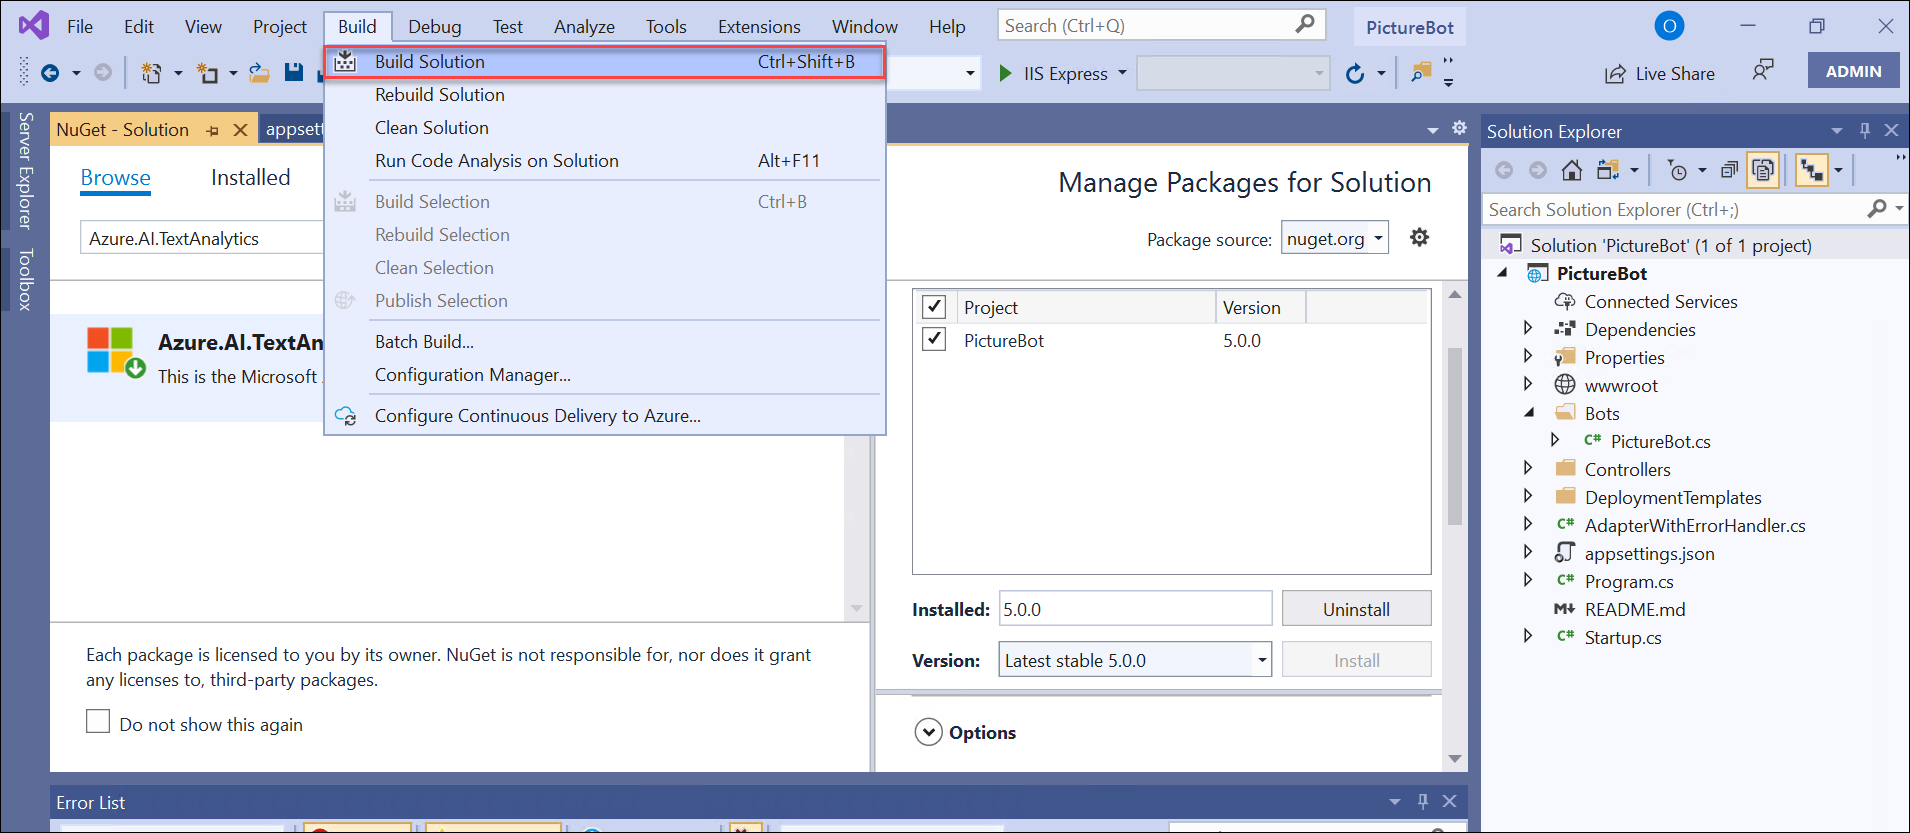 File Edit View Project Build Debug Test Analyze Tools Extensions Window Help Search (Ctrl+Q) PictureBot O
IIS Express Live Share ADMIN
Build Solution Ctrl+Shift+B
Rebuild Solution
Clean Solution
Run Code Analysis on Solution Alt+F11
Build Selection Ctrl+B
Rebuild Selection
Clean Selection
Publish Selection
Batch Build...
Configuration Manager...
Configure Continuous Delivery to Azure...
Server Explorer
Toolbox
NuGet - Solution appsett
Browse Installed
Azure.AI.TextAnalytics
Azure.AI.TextAn
This is the Microsoft
Each package is licensed to you by its owner. NuGet is not responsible for, nor does it grant
any licenses to, third-party packages.
Do not show this again
Manage Packages for Solution
Package source: nuget.org
Project Version
PictureBot 5.0.0
Installed: 5.0.0 Uninstall
Version: Latest stable 5.0.0 Install
Options
Error List
Solution Explorer
Search Solution Explorer (Ctrl+;)
Solution 'PictureBot' (1 of 1 project)
PictureBot
Connected Services
Dependencies
Properties
wwwroot
Bots
C# PictureBot.cs
Controllers
DeploymentTemplates
C# AdapterWithErrorHandler.cs
appsettings.json
C# Program.cs
M README.md
C# Startup.cs